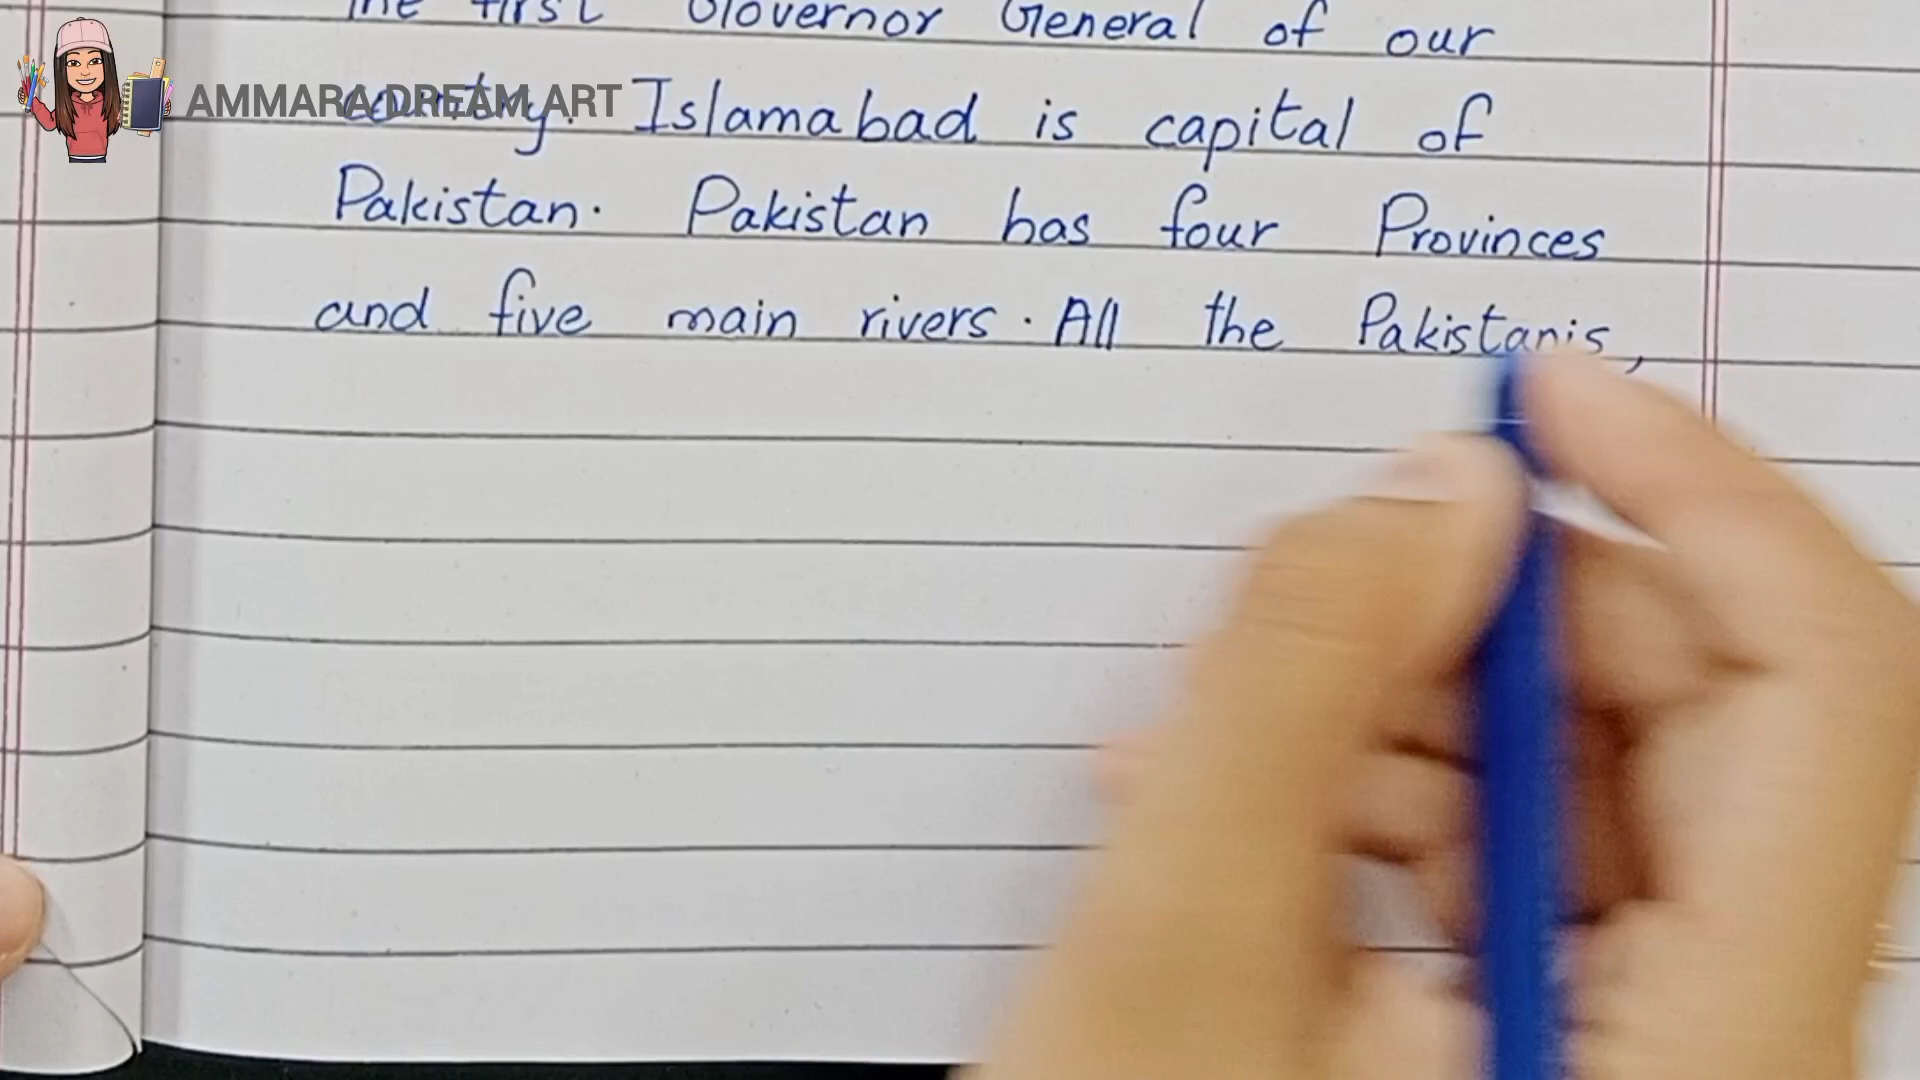 The first Governor General of our
AMMARA DREAM ART
country. Islamabad is capital of
Pakistan. Pakistan has four Provinces
and five main rivers. All the Pakistanis,